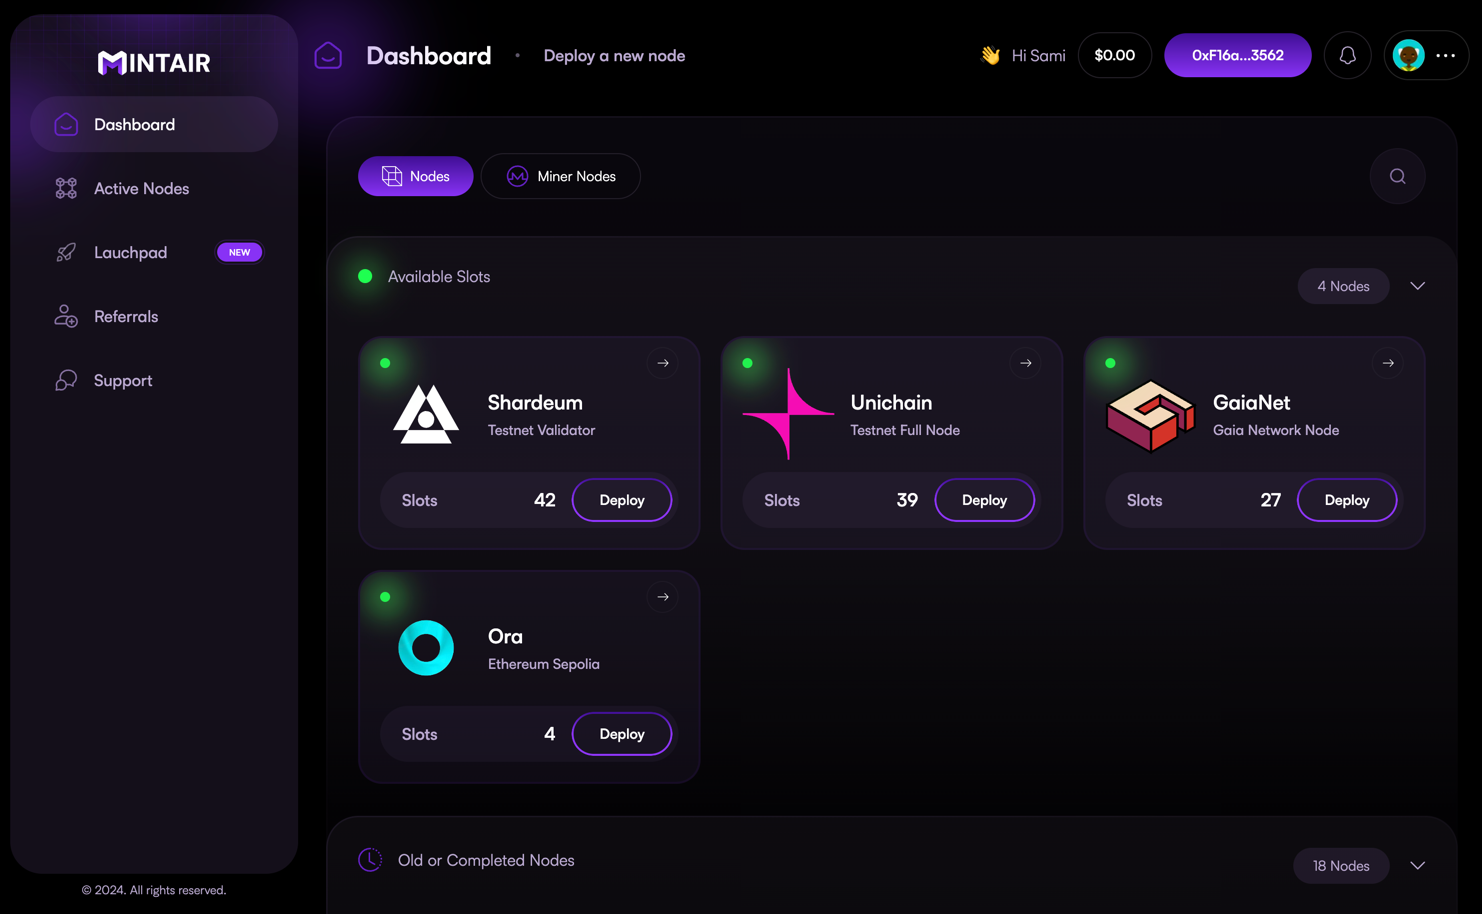 MINTAIR
Dashboard
Active Nodes
Lauchpad NEW
Referrals
Support
© 2024. All rights reserved.
Dashboard • Deploy a new node
👋 Hi Sami $0.00 0xF16a...3562
Nodes Miner Nodes
Available Slots 4 Nodes
Shardeum
Testnet Validator
Slots 42 Deploy
Unichain
Testnet Full Node
Slots 39 Deploy
GaiaNet
Gaia Network Node
Slots 27 Deploy
Ora
Ethereum Sepolia
Slots 4 Deploy
Old or Completed Nodes 18 Nodes